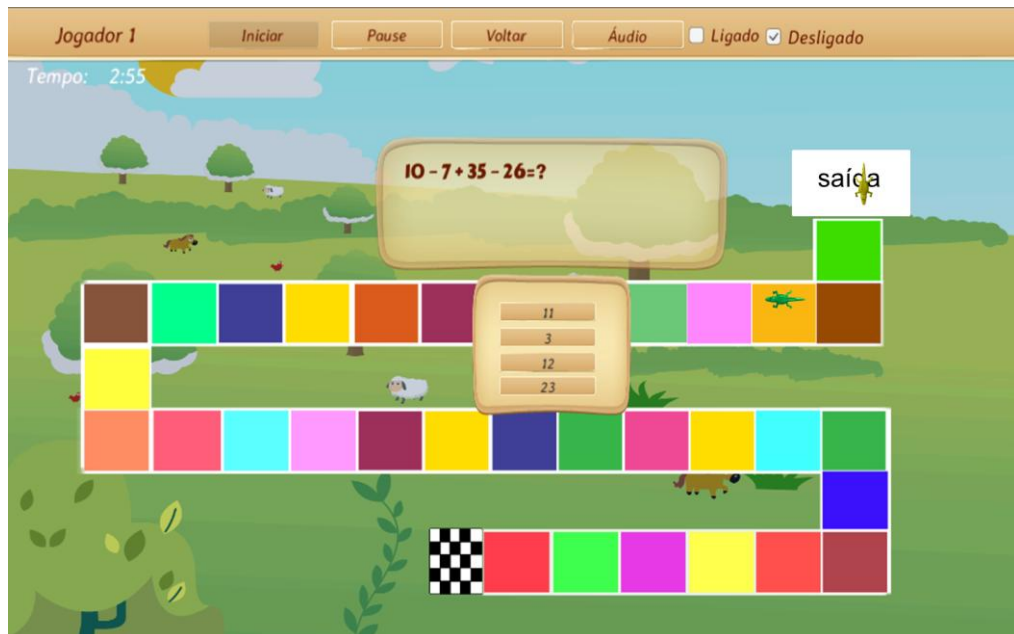 Jogador 1 Iniciar Pause Voltar Áudio Ligado Desligado
Tempo: 2:55
10 - 7 + 35 - 26=?
saída
11
3
12
23